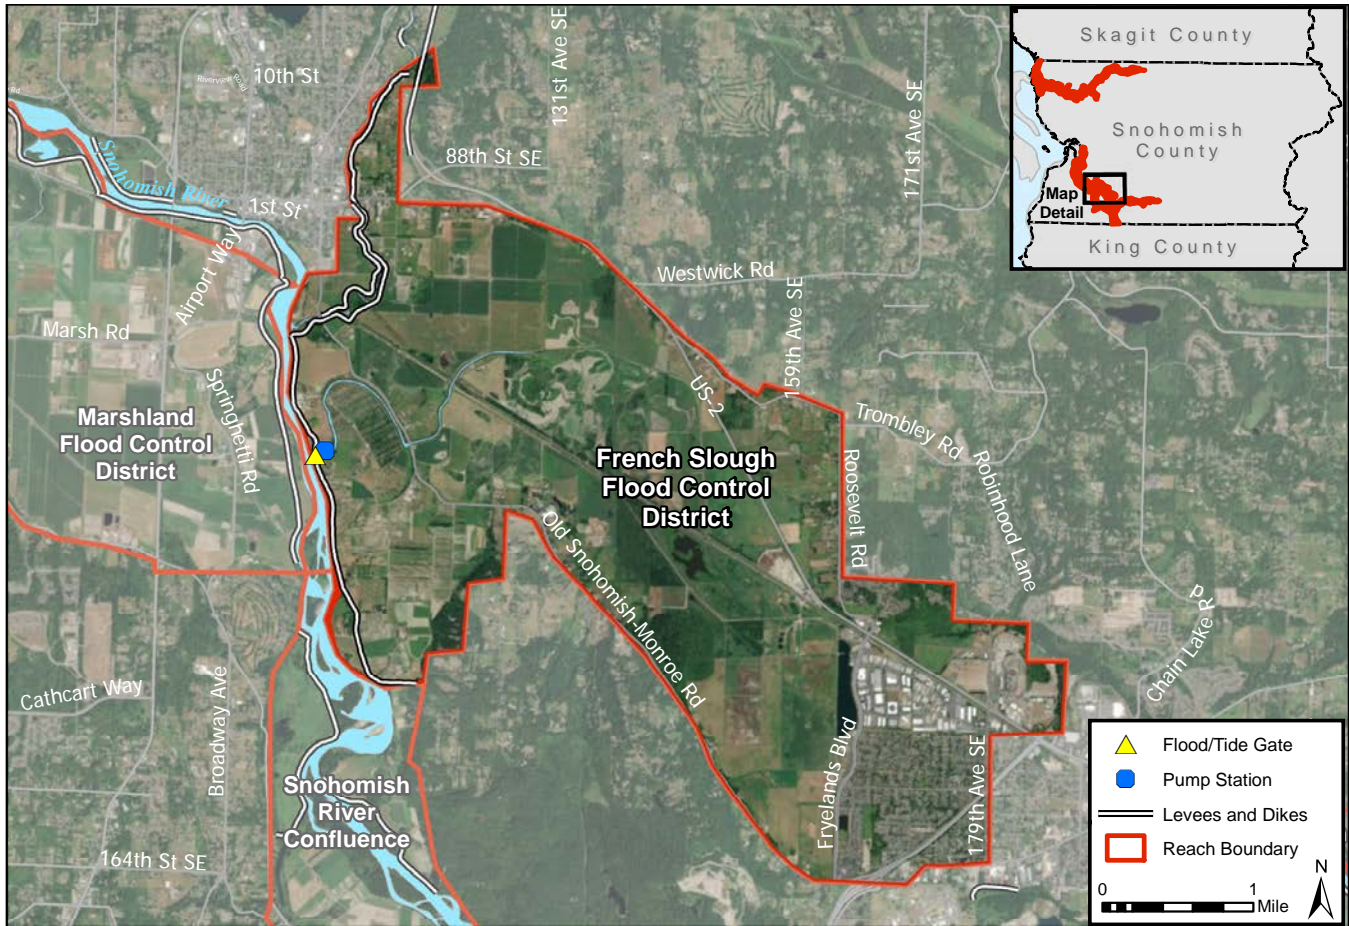 10th St
Riverview Road
Rd
131st Ave SE
88th St SE
171st Ave SE
Snohomish River
1st St
Airport Way
Westwick Rd
159th Ave SE
Marsh Rd
Springhetti Rd
Marshland
Flood Control
District
US-2
Trombley Rd
Robinhood Lane
Roosevelt Rd
French Slough
Flood Control
District
Old Snohomish-Monroe Rd
Chain Lake R
p
Cathcart Way
Broadway Ave
Fryelands Blvd
179th Ave SE
Snohomish
River
Confluence
164th St SE
Skagit County
Snohomish
County
Map
Detail
King County
Flood/Tide Gate
Pump Station
Levees and Dikes
Reach Boundary
N
0 1
Mile